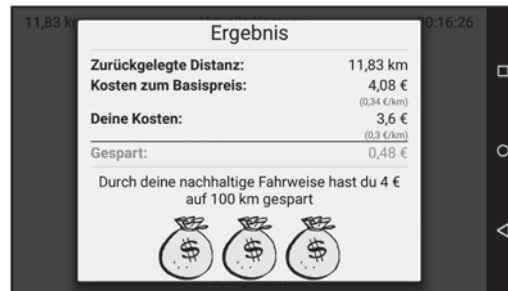 11,83 km
00:16:26
Ergebnis
Zurückgelegte Distanz: 11,83 km
Kosten zum Basispreis: 4,08 €
(0,34 €/km)
Deine Kosten: 3,6 €
(0,3 €/km)
Gespart: 0,48 €
Durch deine nachhaltige Fahrweise hast du 4 €
auf 100 km gespart
$ $ $